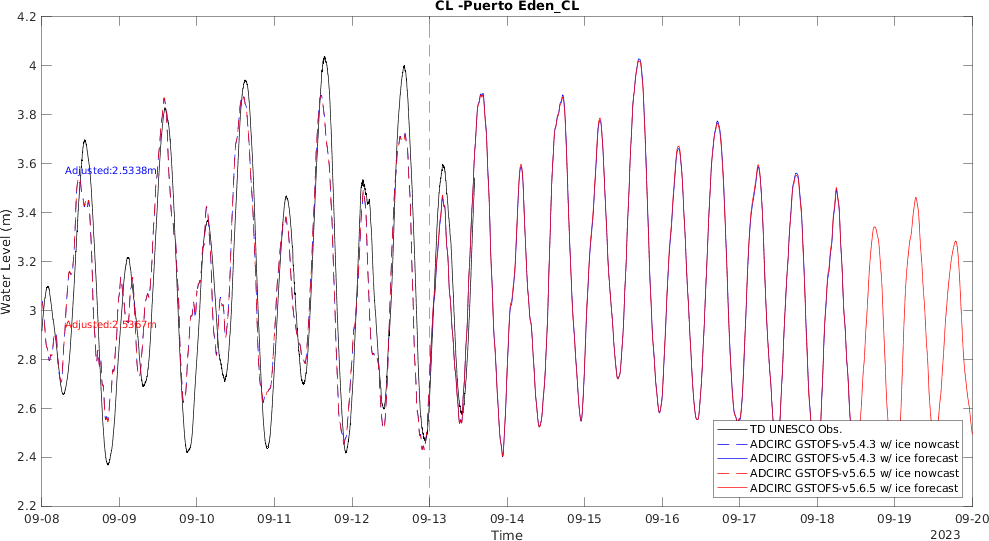 CL -Puerto Eden_CL
4.2
4
3.8
3.6
3.4
3.2
3
2.8
2.6
2.4
2.2
Water Level (m)
Adjusted:2.5338m
Adjusted:2.5367m
TD UNESCO Obs.
ADCIRC GSTOFS-v5.4.3 w/ ice nowcast
ADCIRC GSTOFS-v5.4.3 w/ ice forecast
ADCIRC GSTOFS-v5.6.5 w/ ice nowcast
ADCIRC GSTOFS-v5.6.5 w/ ice forecast
09-08 09-09 09-10 09-11 09-12 09-13 09-14 09-15 09-16 09-17 09-18 09-19 09-20
Time
2023